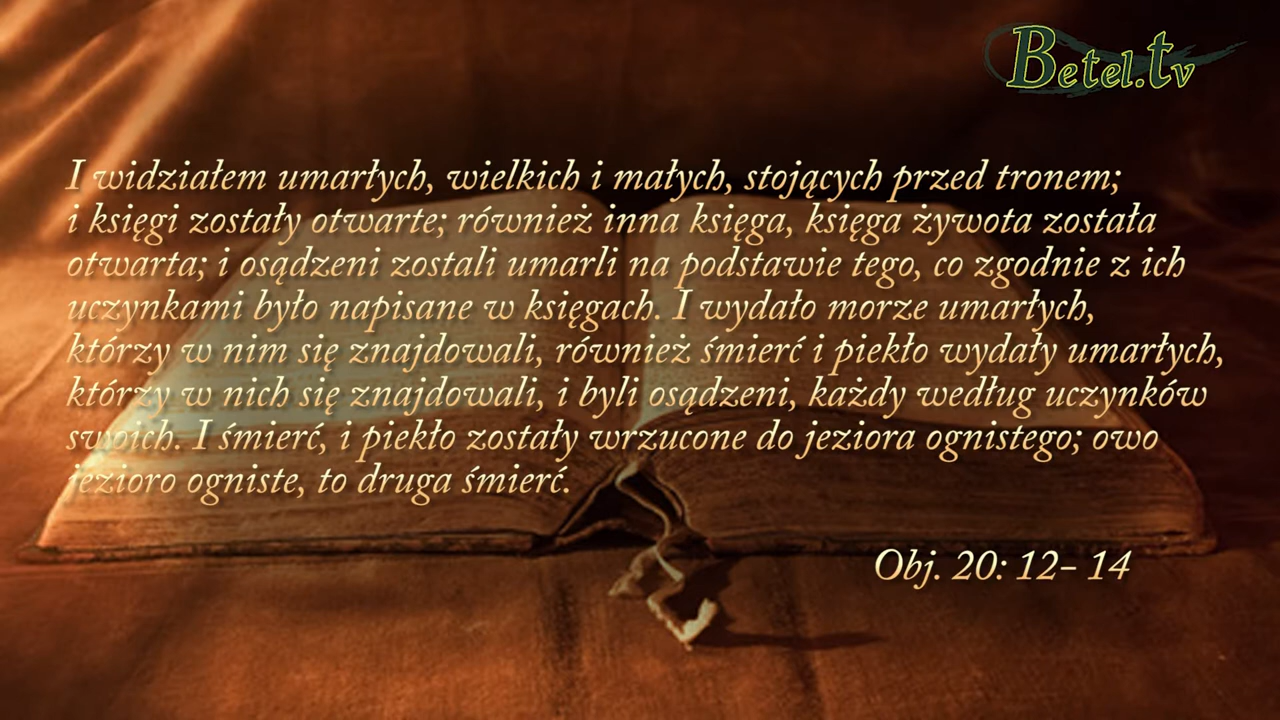 Betel.tv
I widziałem umarłych, wielkich i małych, stojących przed tronem;
i księgi zostały otwarte; również inna księga, księga żywota została
otwarta; i osądzeni zostali umarli na podstawie tego, co zgodnie z ich
uczynkami było napisane w księgach. I wydało morze umarłych,
którzy w nim się znajdowali, również śmierć i piekło wydały umarłych,
którzy w nich się znajdowali, i byli osądzeni, każdy według uczynków
swoich. I śmierć, i piekło zostały wrzucone do jeziora ognistego; owo
jezioro ogniste, to druga śmierć.
Obj. 20: 12- 14